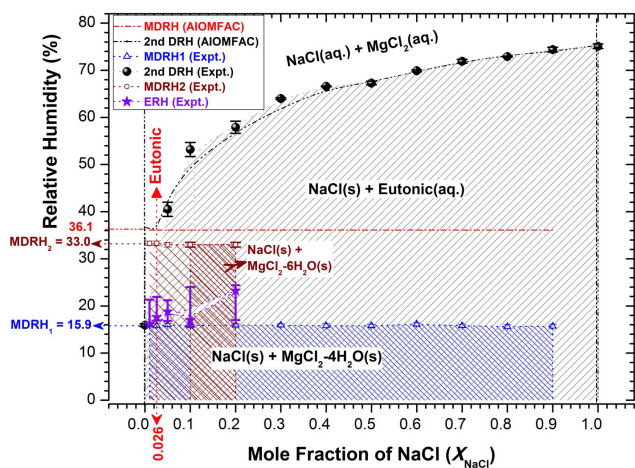 80
70
60
50
40
30
20
10
0
Relative Humidity (%)
MDRH (AIOMFAC)
2nd DRH (AIOMFAC)
MDRH1 (Expt.)
2nd DRH (Expt.)
MDRH2 (Expt.)
ERH (Expt.)
NaCl(aq.) + MgCl₂(aq.)
Eutonic
NaCl(s) + Eutonic(aq.)
36.1
MDRH₂ = 33.0
NaCl(s) +
MgCl₂-6H₂O(s)
MDRH₁ = 15.9
NaCl(s) + MgCl₂-4H₂O(s)
0.0 0.1 0.2 0.3 0.4 0.5 0.6 0.7 0.8 0.9 1.0
0.026
Mole Fraction of NaCl (X_NaCl)